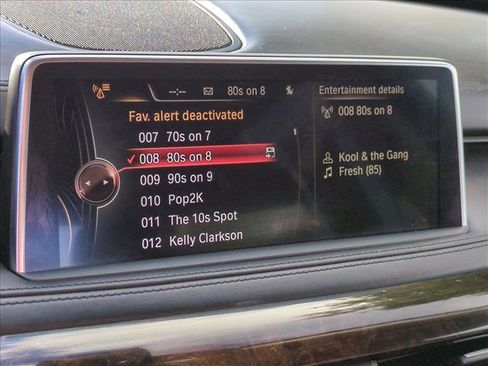 --:-- 80s on 8
Entertainment details
Fav. alert deactivated
008 80s on 8
007 70s on 7
008 80s on 8
009 90s on 9
010 Pop2K
011 The 10s Spot
012 Kelly Clarkson
Kool & the Gang
Fresh (85)